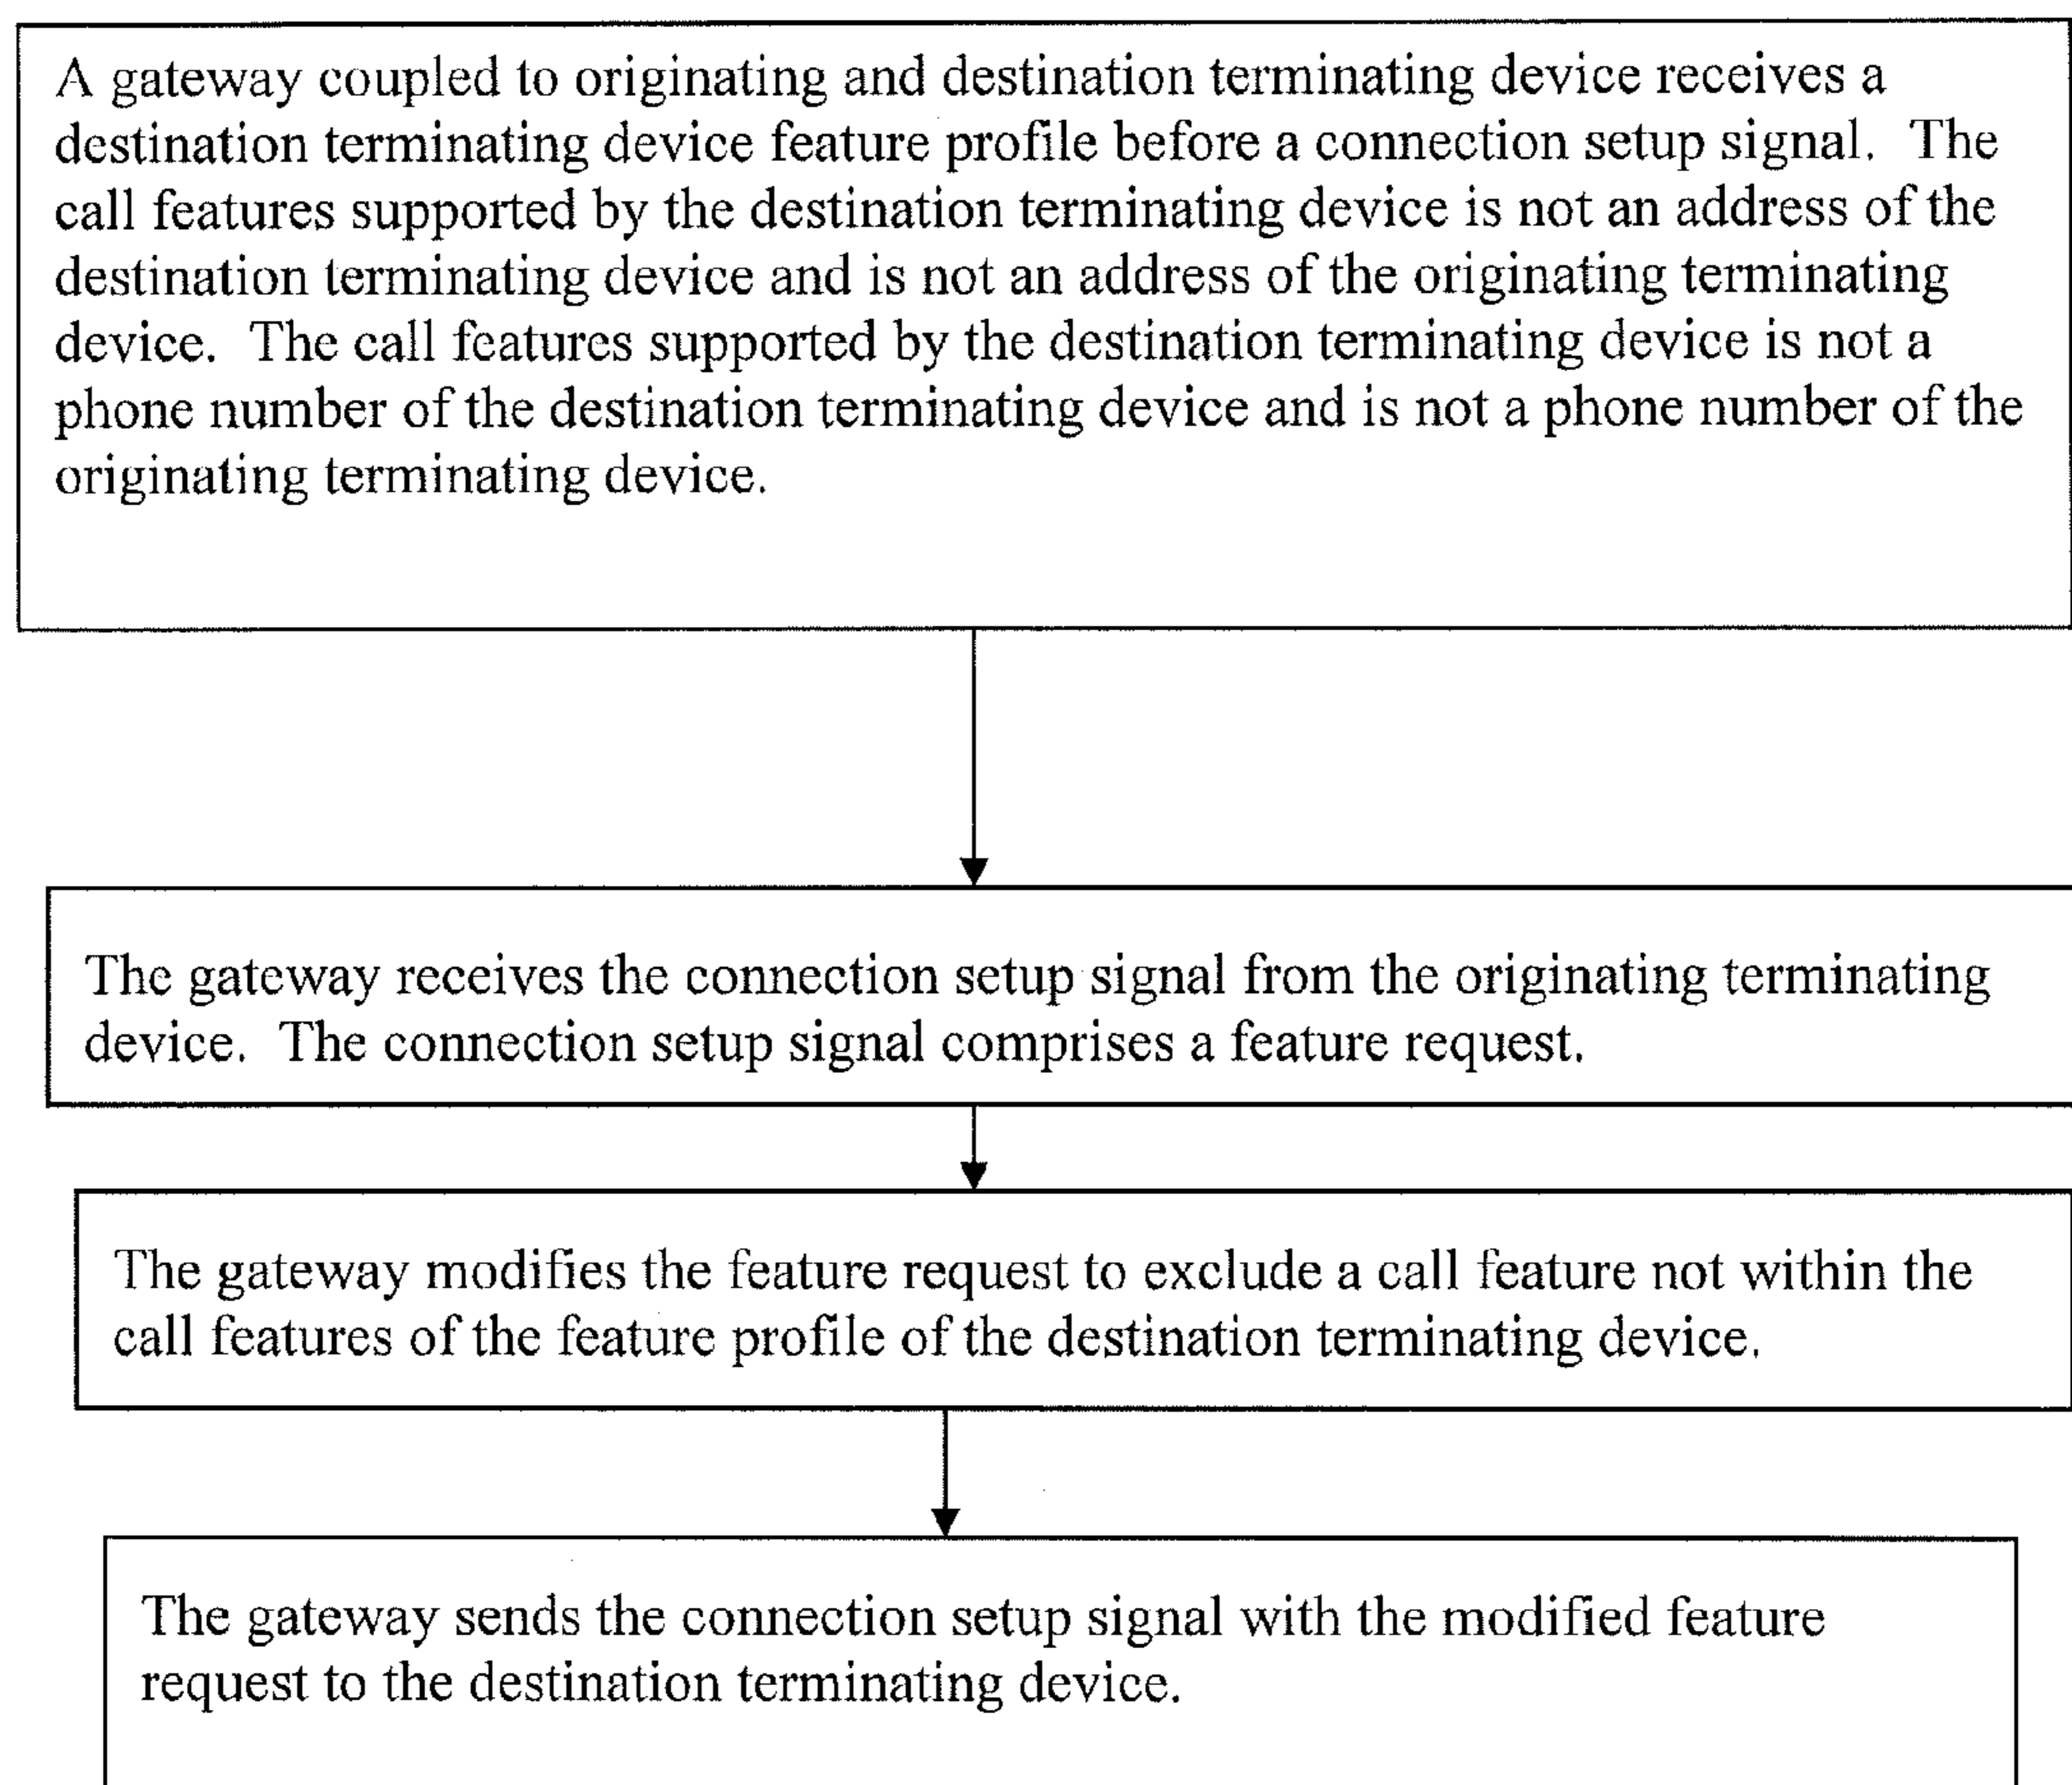 A gateway coupled to originating and destination terminating device receives a
destination terminating device feature profile before a connection setup signal.  The
call features supported by the destination terminating device is not an address of the
destination terminating device and is not an address of the originating terminating
device.  The call features supported by the destination terminating device is not a
phone number of the destination terminating device and is not a phone number of the
originating terminating device.
The gateway receives the connection setup signal from the originating terminating
device.  The connection setup signal comprises a feature request.
The gateway modifies the feature request to exclude a call feature not within the
call features of the feature profile of the destination terminating device.
The gateway sends the connection setup signal with the modified feature
request to the destination terminating device.